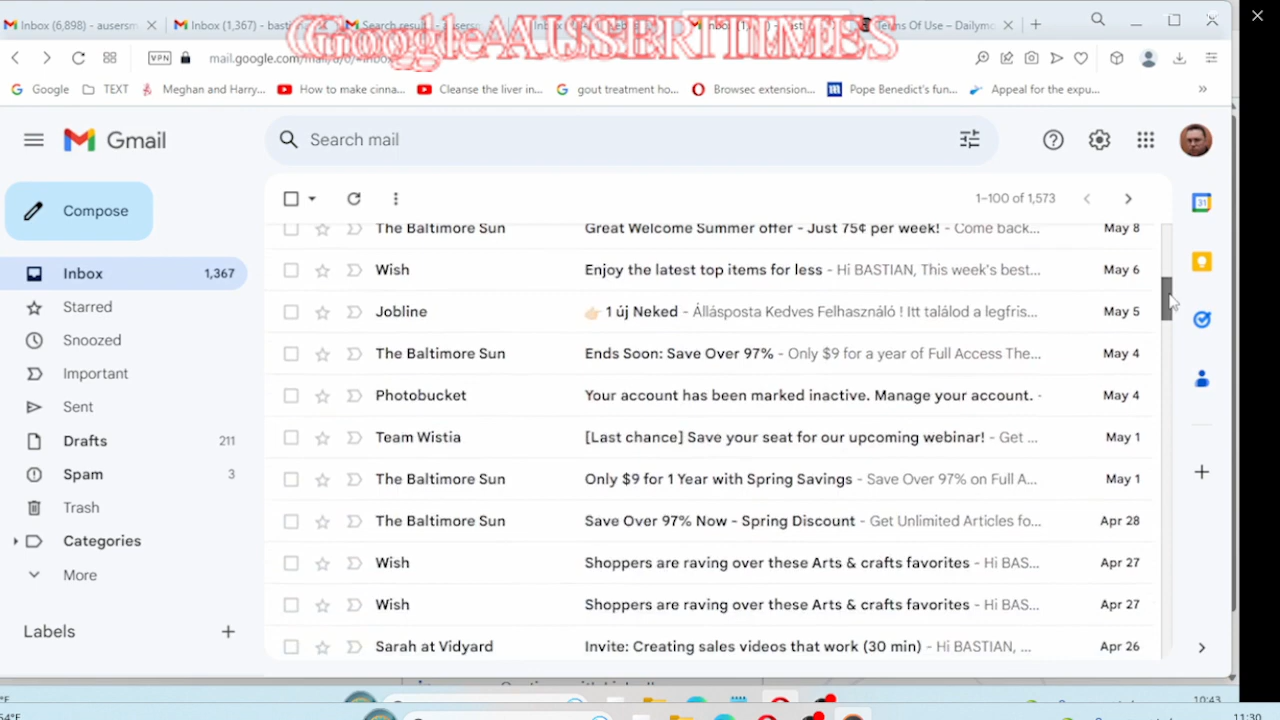 Inbox (6,898) - ausersm
Inbox (1,367) - basti
Search result
ausers
Terms Of Use – Dailymo
Google AUSERTIMES
VPN
mail.google.com/mail/
Google
TEXT
Meghan and Harry...
How to make cinna...
Cleanse the liver in...
gout treatment ho...
Browsec extension...
Pope Benedict's fun...
Appeal for the expu...
»
Gmail
Search mail
Compose
1–100 of 1,573
31
The Baltimore Sun Great Welcome Summer offer - Just 75¢ per week! - Come back... May 8
Inbox 1,367
Wish Enjoy the latest top items for less - Hi BASTIAN, This week's best... May 6
Starred
Jobline 👉🏻 1 új Neked - Állásposta Kedves Felhasználó ! Itt találod a legfris... May 5
Snoozed
The Baltimore Sun Ends Soon: Save Over 97% - Only $9 for a year of Full Access The... May 4
Important
Photobucket Your account has been marked inactive. Manage your account. - May 4
Sent
Team Wistia [Last chance] Save your seat for our upcoming webinar! - Get ... May 1
Drafts 211
Spam 3
The Baltimore Sun Only $9 for 1 Year with Spring Savings - Save Over 97% on Full A... May 1
Trash
The Baltimore Sun Save Over 97% Now - Spring Discount - Get Unlimited Articles fo... Apr 28
Categories
Wish Shoppers are raving over these Arts & crafts favorites - Hi BAS... Apr 27
More
Wish Shoppers are raving over these Arts & crafts favorites - Hi BAS... Apr 27
Labels
Sarah at Vidyard Invite: Creating sales videos that work (30 min) - Hi BASTIAN, ... Apr 26
10:43
11:30